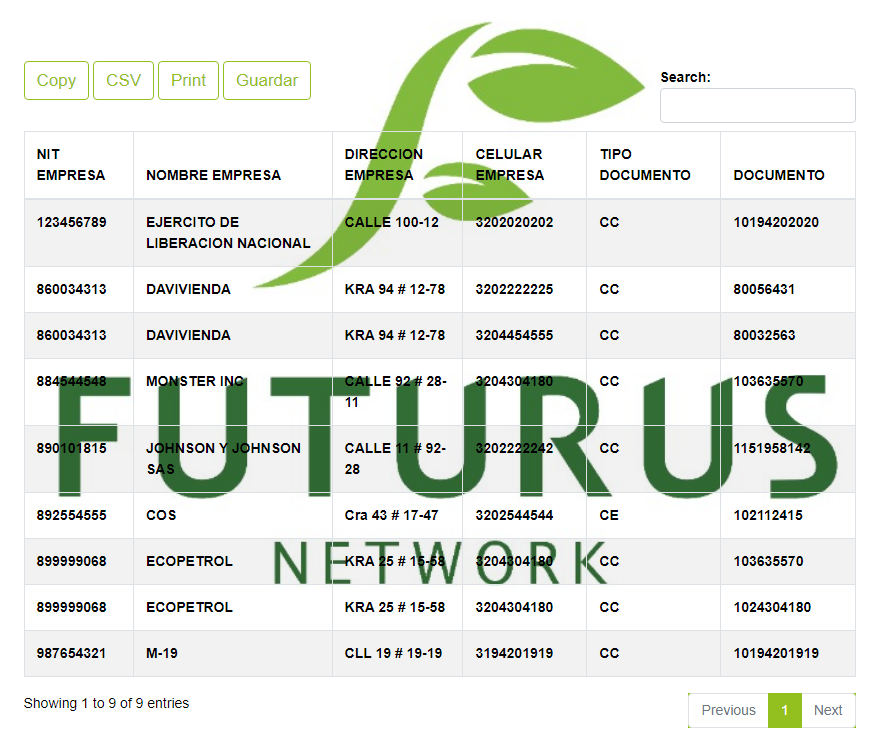 Copy CSV Print Guardar Search:
NIT EMPRESA NOMBRE EMPRESA DIRECCION EMPRESA CELULAR EMPRESA TIPO DOCUMENTO DOCUMENTO
123456789 EJERCITO DE LIBERACION NACIONAL CALLE 100-12 3202020202 CC 10194202020
860034313 DAVIVIENDA KRA 94 # 12-78 3202222225 CC 80056431
860034313 DAVIVIENDA KRA 94 # 12-78 3204454555 CC 80032563
884544548 MONSTER INC CALLE 92 # 28-11 3204304180 CC 103635570
890101815 JOHNSON Y JOHNSON SAS CALLE 11 # 92-28 3202222242 CC 1151958142
892554555 COS Cra 43 # 17-47 3202544544 CE 102112415
899999068 ECOPETROL KRA 25 # 15-58 3204304180 CC 103635570
899999068 ECOPETROL KRA 25 # 15-58 3204304180 CC 1024304180
987654321 M-19 CLL 19 # 19-19 3194201919 CC 10194201919
FUTURUS
NETWORK
Showing 1 to 9 of 9 entries Previous 1 Next